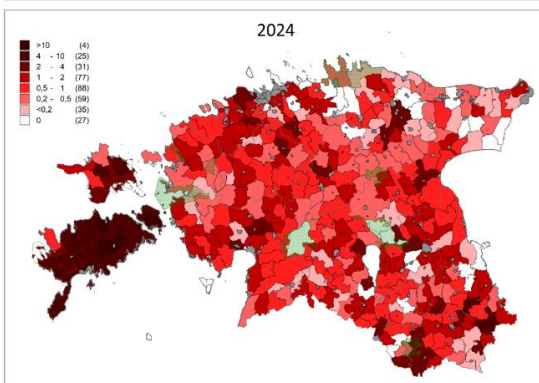 2024
>10 (4)
4 - 10 (25)
2 - 4 (31)
1 - 2 (77)
0,5 - 1 (88)
0,2 - 0,5 (59)
<0,2 (35)
0 (27)